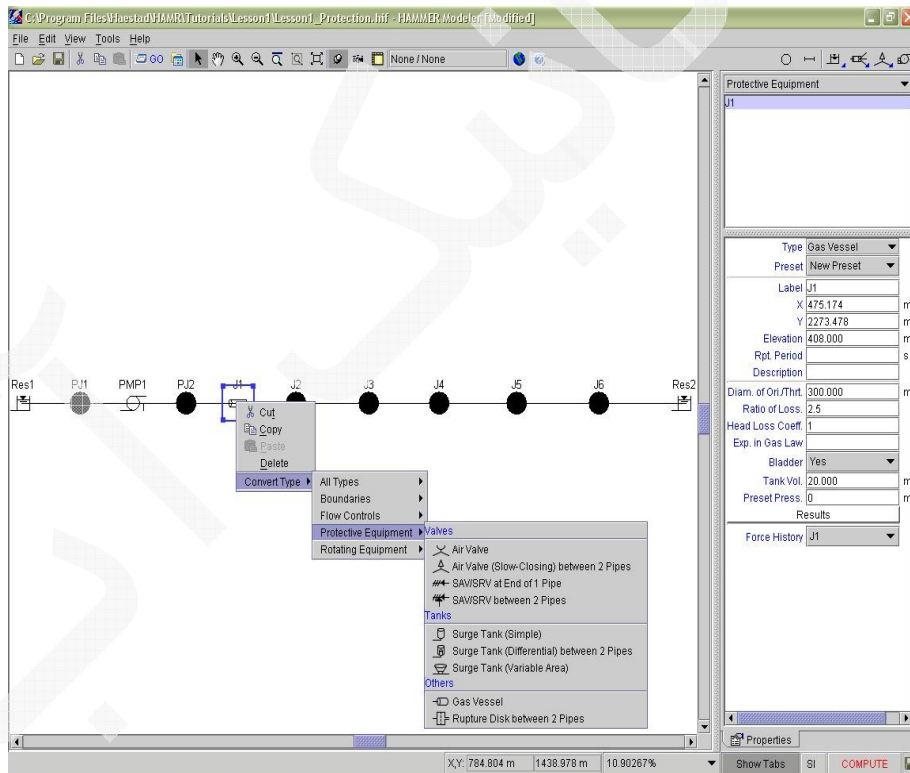 C:\Program Files\Haestad\HAMR\Tutorials\Lesson1\Lesson1_Protection.hif - HAMMER Modeler [Modified]
File Edit View Tools Help
GO None / None
Protective Equipment
J1
Type Gas Vessel
Preset New Preset
Label J1
X 475.174 m
Y 2273.478 m
Elevation 408.000 m
Rpt. Period s
Description
Diam. of Ori./Thrt. 300.000 m
Ratio of Loss. 2.5
Head Loss Coeff. 1
Exp. in Gas Law
Bladder Yes
Tank Vol. 20.000 m
Preset Press. 0 m
Results
Force History J1
Res1 PJ1 PMP1 PJ2 J1 J2 J3 J4 J5 J6 Res2
Cut
Copy
Paste
Delete
Convert Type
All Types
Boundaries
Flow Controls
Protective Equipment
Rotating Equipment
Valves
Air Valve
Air Valve (Slow-Closing) between 2 Pipes
SAV/SRV at End of 1 Pipe
SAV/SRV between 2 Pipes
Tanks
Surge Tank (Simple)
Surge Tank (Differential) between 2 Pipes
Surge Tank (Variable Area)
Others
Gas Vessel
Rupture Disk between 2 Pipes
Properties
X,Y: 784.804 m 1438.978 m 10.90267% Show Tabs SI COMPUTE